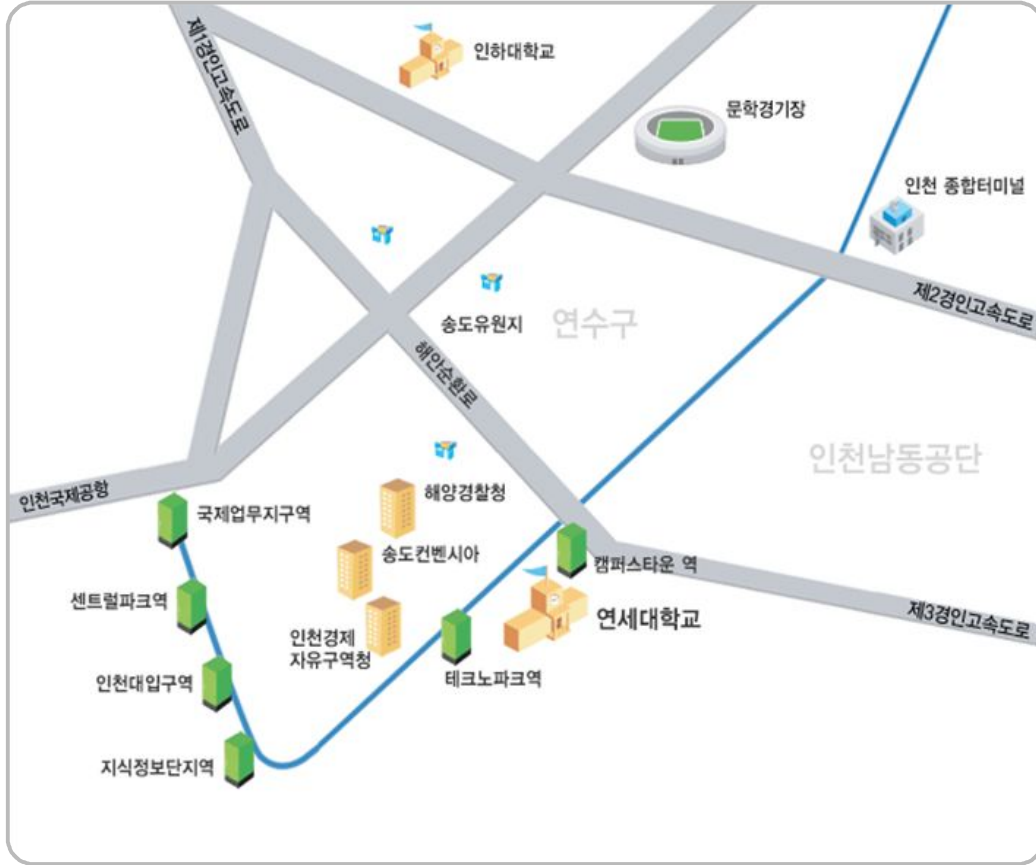 제1경인고속도로
인하대학교
문학경기장
인천 종합터미널
제2경인고속도로
송도유원지
연수구
해안순환로
인천남동공단
인천국제공항
국제업무지구역
해양경찰청
송도컨벤시아
캠퍼스타운 역
센트럴파크역
인천경제
자유구역청
연세대학교
제3경인고속도로
테크노파크역
인천대입구역
지식정보단지역